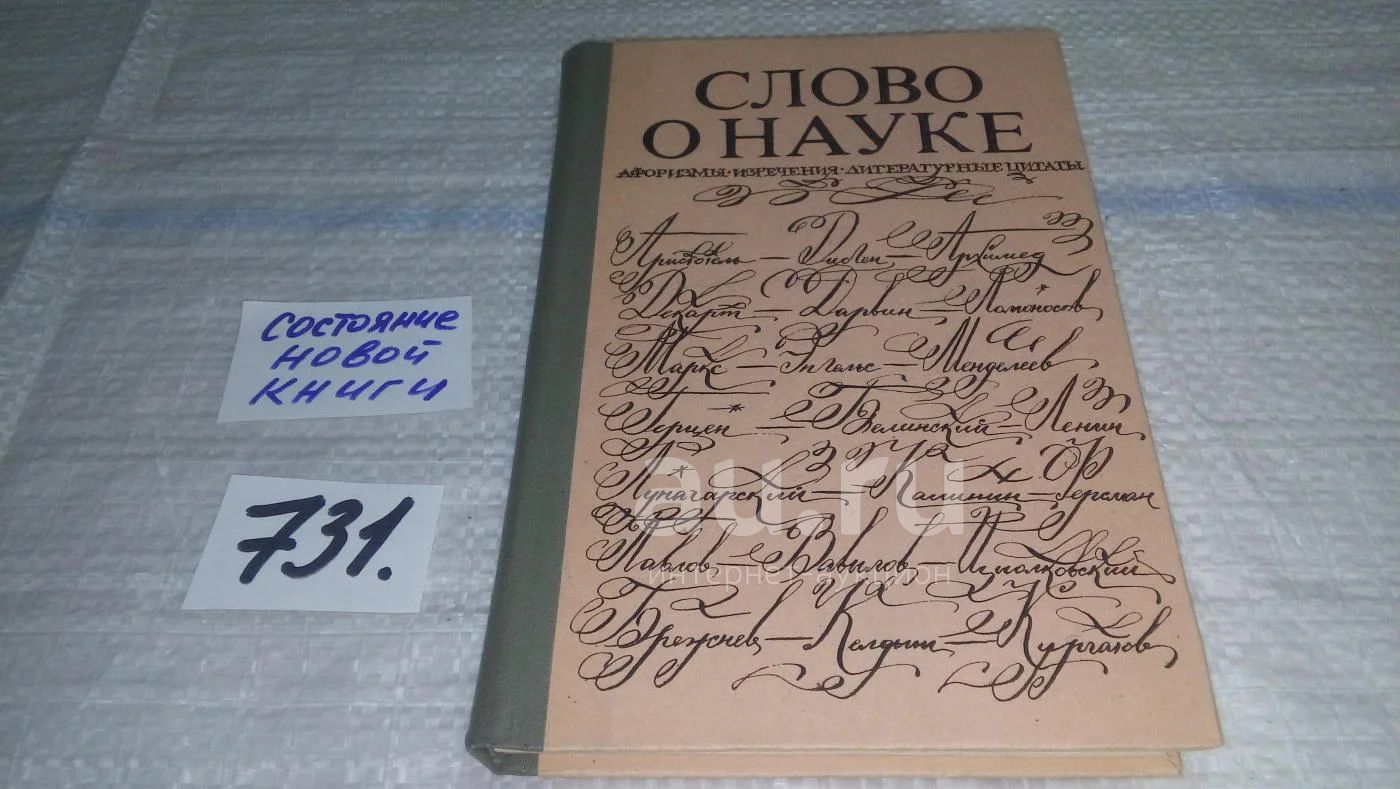 СЛОВО
О НАУКЕ
АФОРИЗМЫ·ИЗРЕЧЕНИЯ·ЛИТЕРАТУРНЫЕ ЦИТАТЫ
Аристотель — Гиббен — Архимед
Декарт — Дарвин — Ломоносов
Маркс — Энгельс — Менделеев
Герцен — Белинский — Ленин
Луначарский — Калинин — Ферсман
Павлов — Вавилов — Циолковский
Брежнев — Келдыш — Курчатов
состояние
новой
книги
731.
au.ru
интернет аукцион